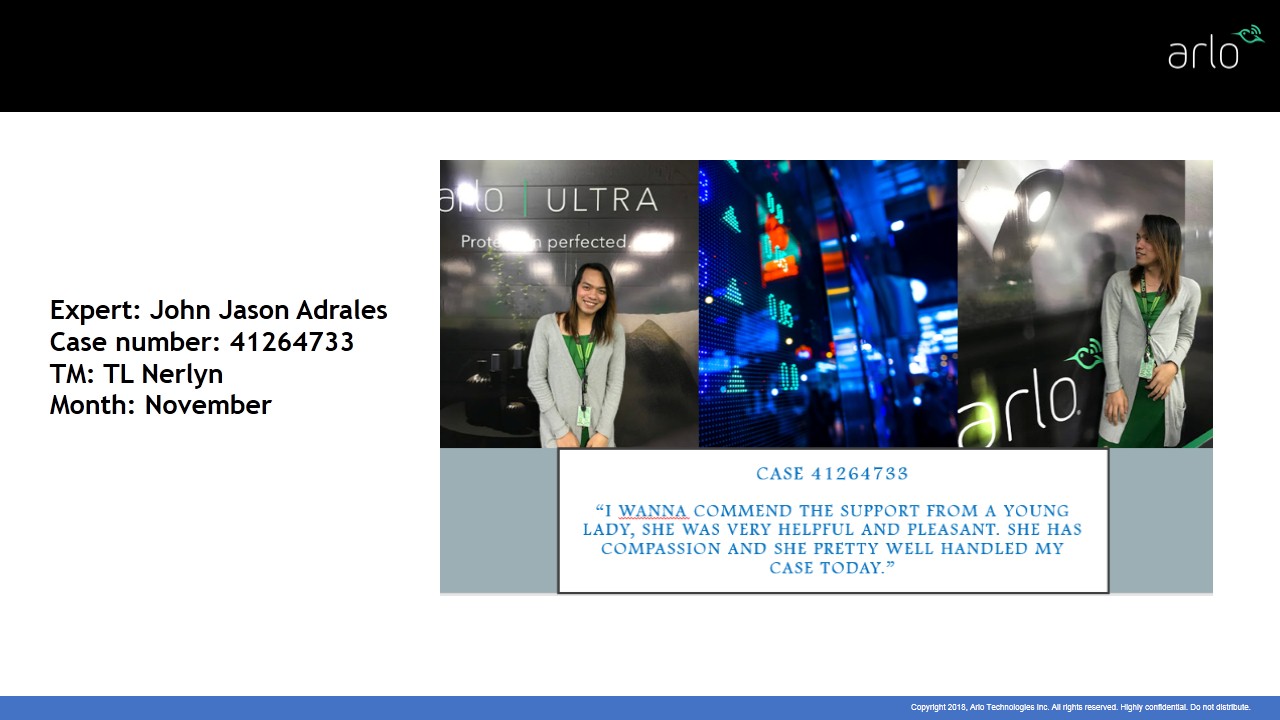 arlo
Expert: John Jason Adrales
Case number: 41264733
TM: TL Nerlyn
Month: November
arlo | ULTRA
perfected.
arlo
CASE 41264733
“I WANNA COMMEND THE SUPPORT FROM A YOUNG
LADY, SHE WAS VERY HELPFUL AND PLEASANT. SHE HAS
COMPASSION AND SHE PRETTY WELL HANDLED MY
CASE TODAY.”
Copyright 2018, Arlo Technologies Inc. All rights reserved. Highly confidential. Do not distribute.